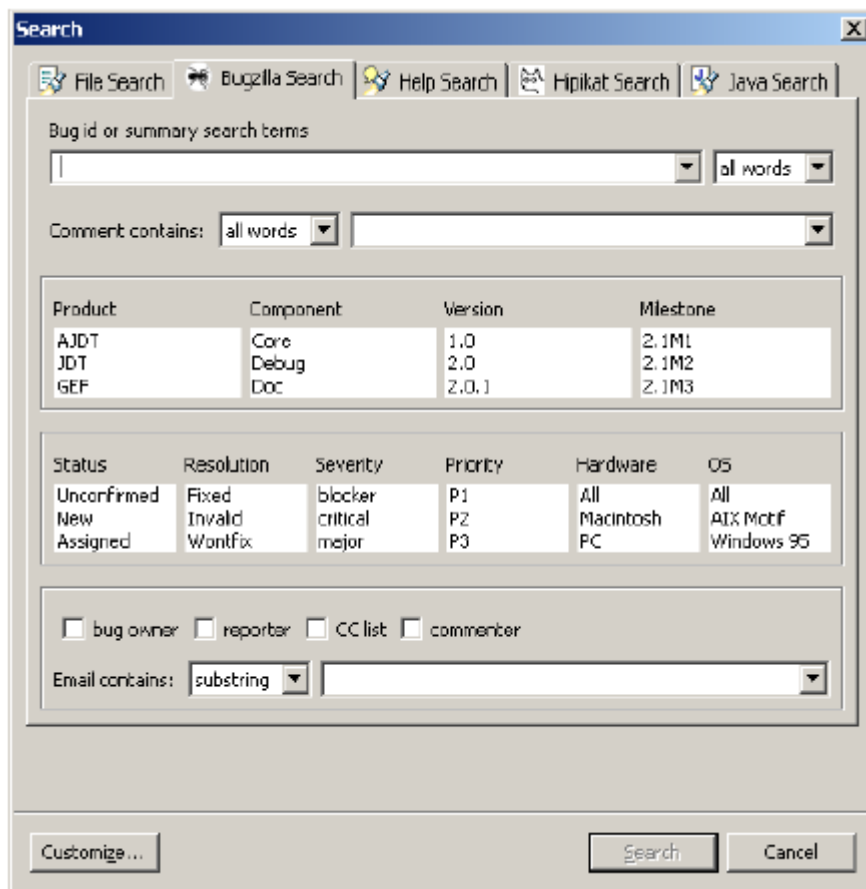 Search
File Search Bugzilla Search Help Search Hipikat Search Java Search
Bug id or summary search terms
all words
Comment contains: all words
Product Component Version Milestone
AJDT Core 1.0 2.1M1
JDT Debug 2.0 2.1M2
GEF Doc 2.0.1 2.1M3
Status Resolution Severity Priority Hardware OS
Unconfirmed Fixed blocker P1 All All
New Invalid critical P2 Macintosh AIX Motif
Assigned Wontfix major P3 PC Windows 95
bug owner reporter CC list commenter
Email contains: substring
Customize... Search Cancel